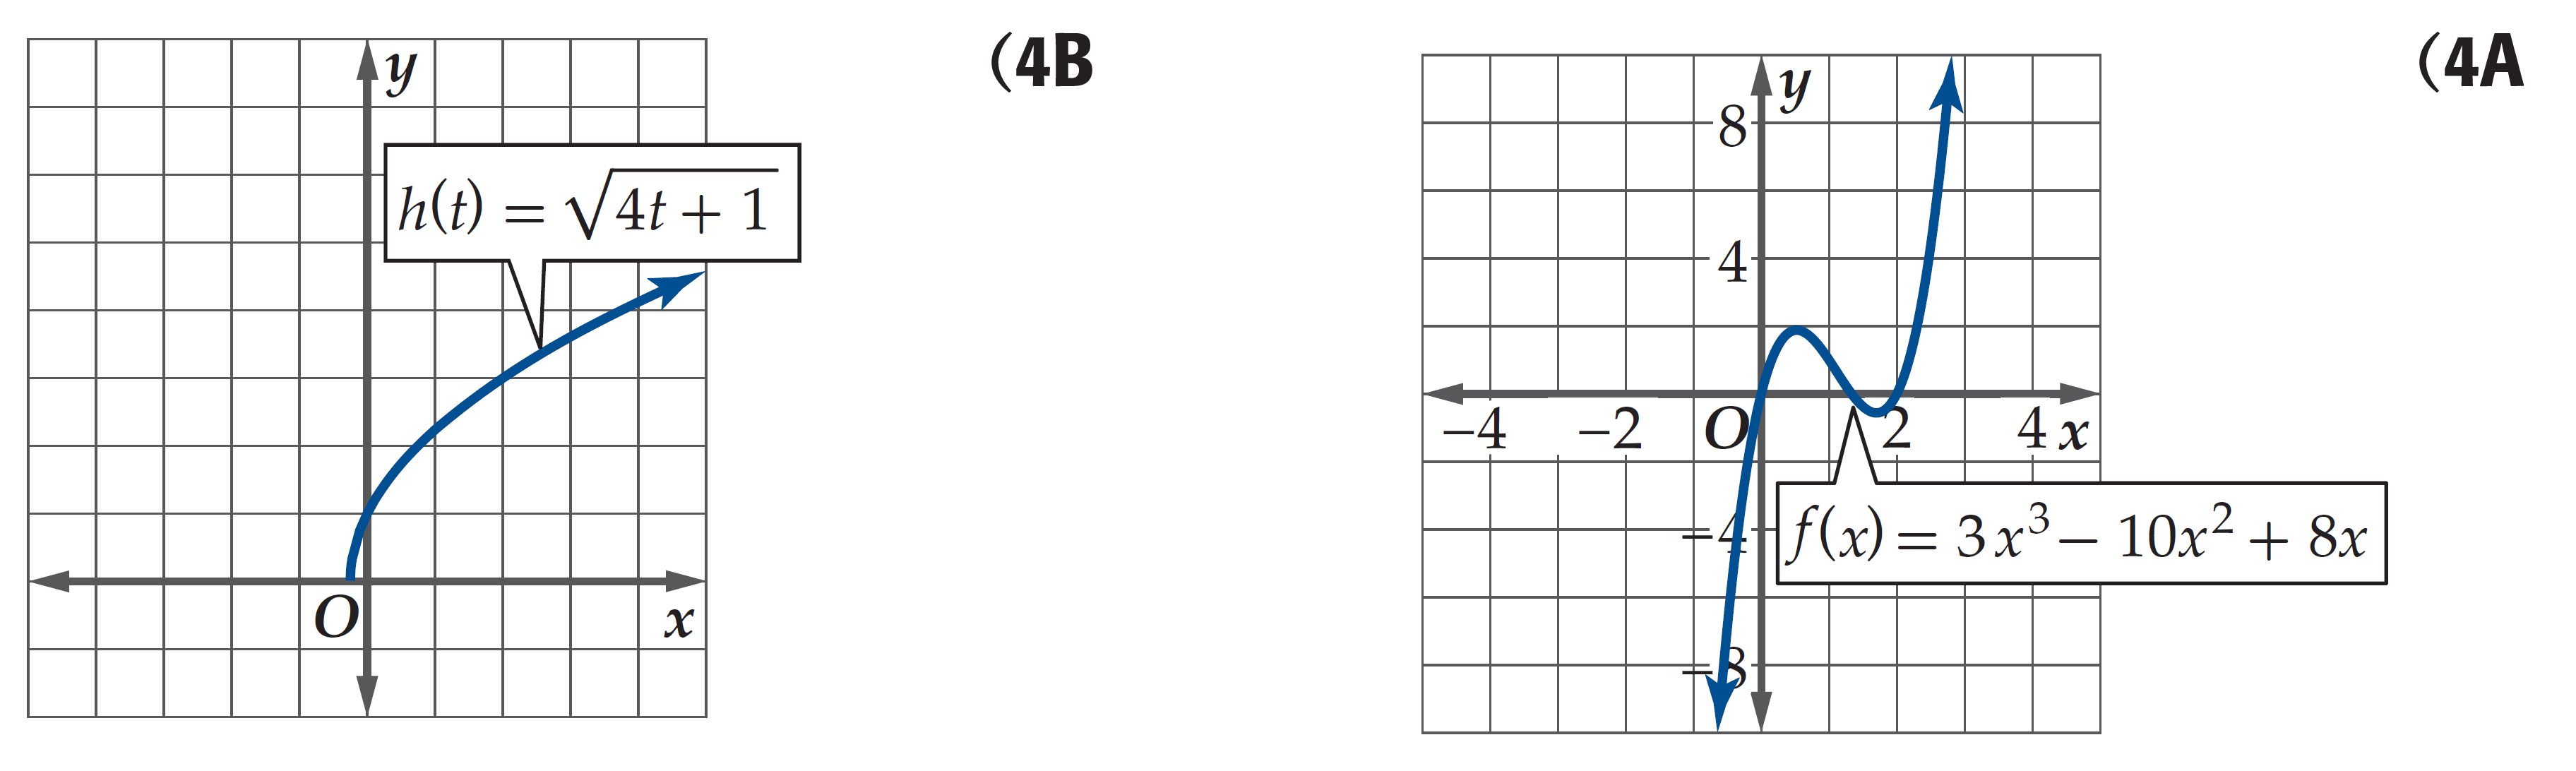 (4A
y
8
4
-4 -2 O 2 4 x
-4
f(x) = 3x³ − 10x² + 8x
-8
(4B
y
h(t) = √(4t + 1)
O x